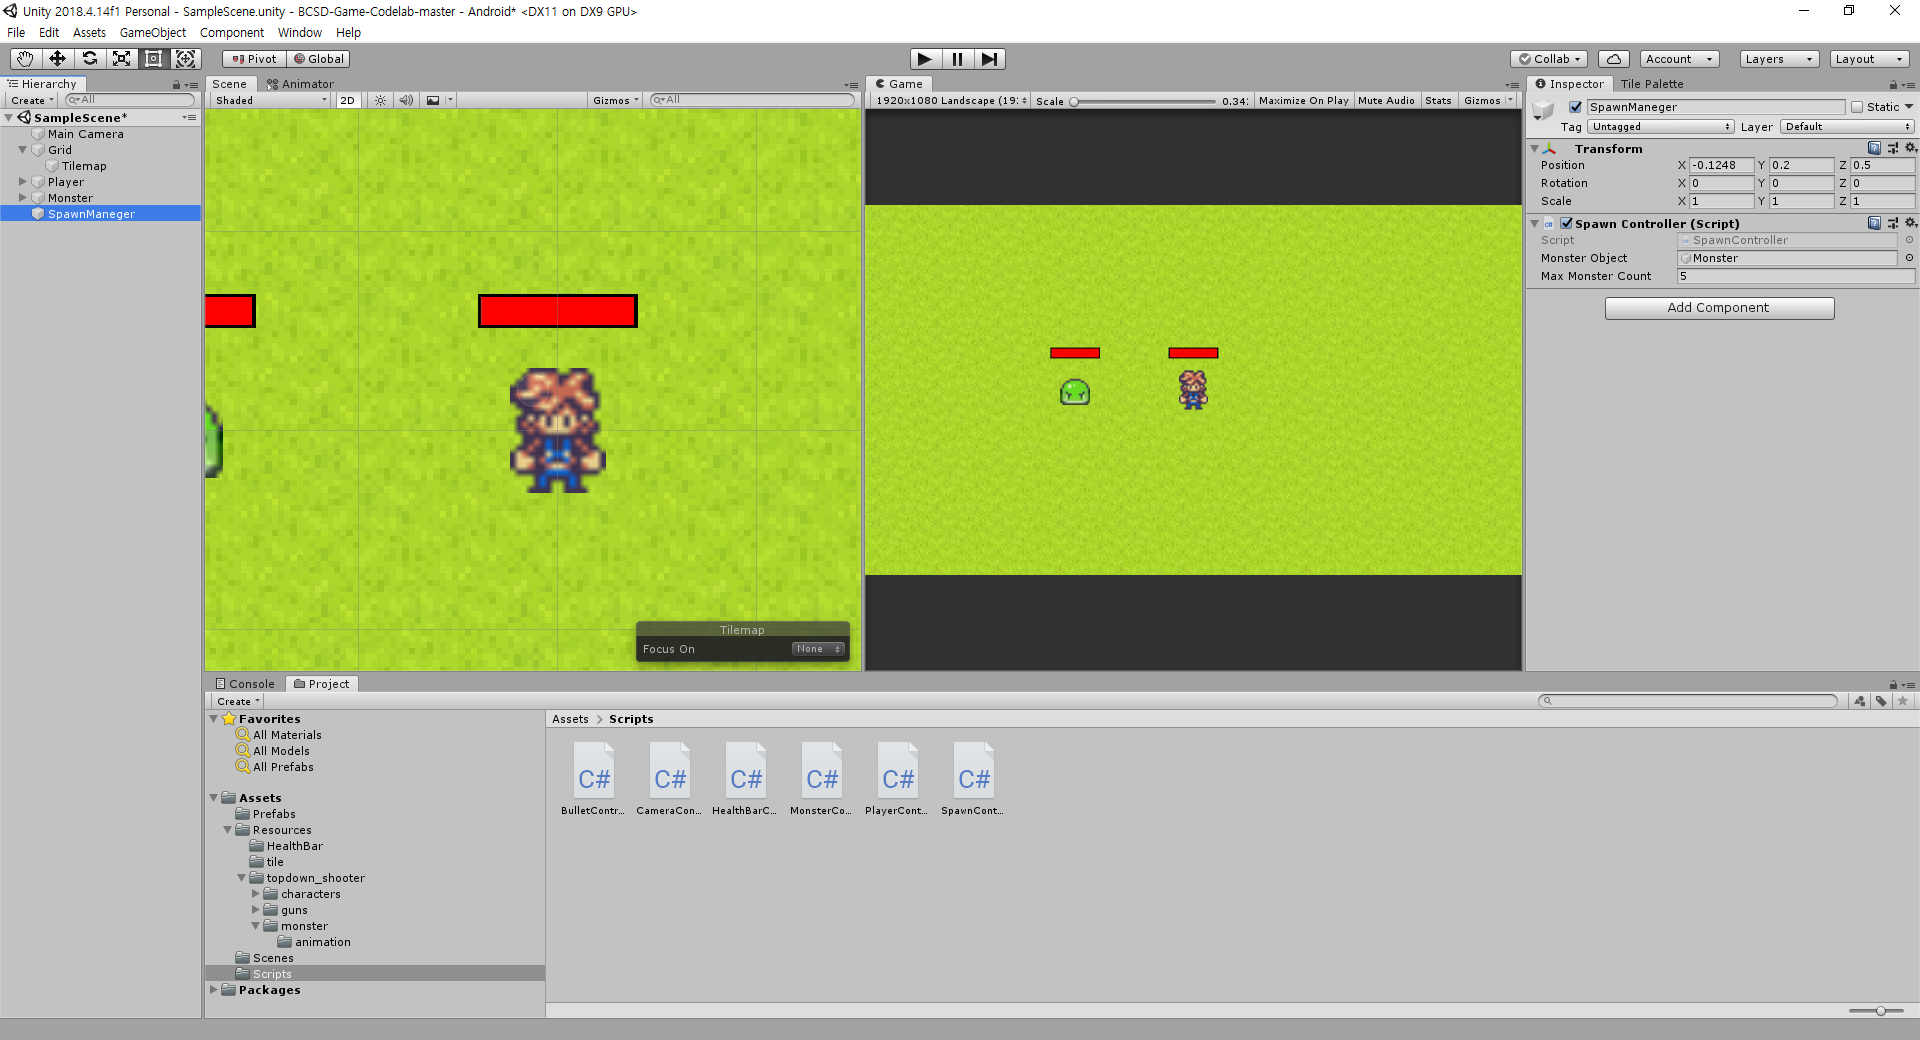 Unity 2018.4.14f1 Personal - SampleScene.unity - BCSD-Game-Codelab-master - Android* <DX11 on DX9 GPU>
File Edit Assets GameObject Component Window Help
Pivot Global Collab Account Layers Layout
Hierarchy
Create All
SampleScene*
Main Camera
Grid
Tilemap
Player
Monster
SpawnManeger
Scene Animator
Shaded 2D Gizmos All
Tilemap
Focus On None
Game
1920x1080 Landscape (19: Scale 0.34: Maximize On Play Mute Audio Stats Gizmos
Inspector Tile Palette
SpawnManeger Static
Tag Untagged Layer Default
Transform
Position X -0.1248 Y 0.2 Z 0.5
Rotation X 0 Y 0 Z 0
Scale X 1 Y 1 Z 1
C# Spawn Controller (Script)
Script SpawnController
Monster Object Monster
Max Monster Count 5
Add Component
Console Project
Create
Favorites
All Materials
All Models
All Prefabs
Assets
Prefabs
Resources
HealthBar
tile
topdown_shooter
characters
guns
monster
animation
Scenes
Scripts
Packages
Assets > Scripts
C# C# C# C# C# C#
BulletContr... CameraCon... HealthBarC... MonsterCo... PlayerCont... SpawnCont...